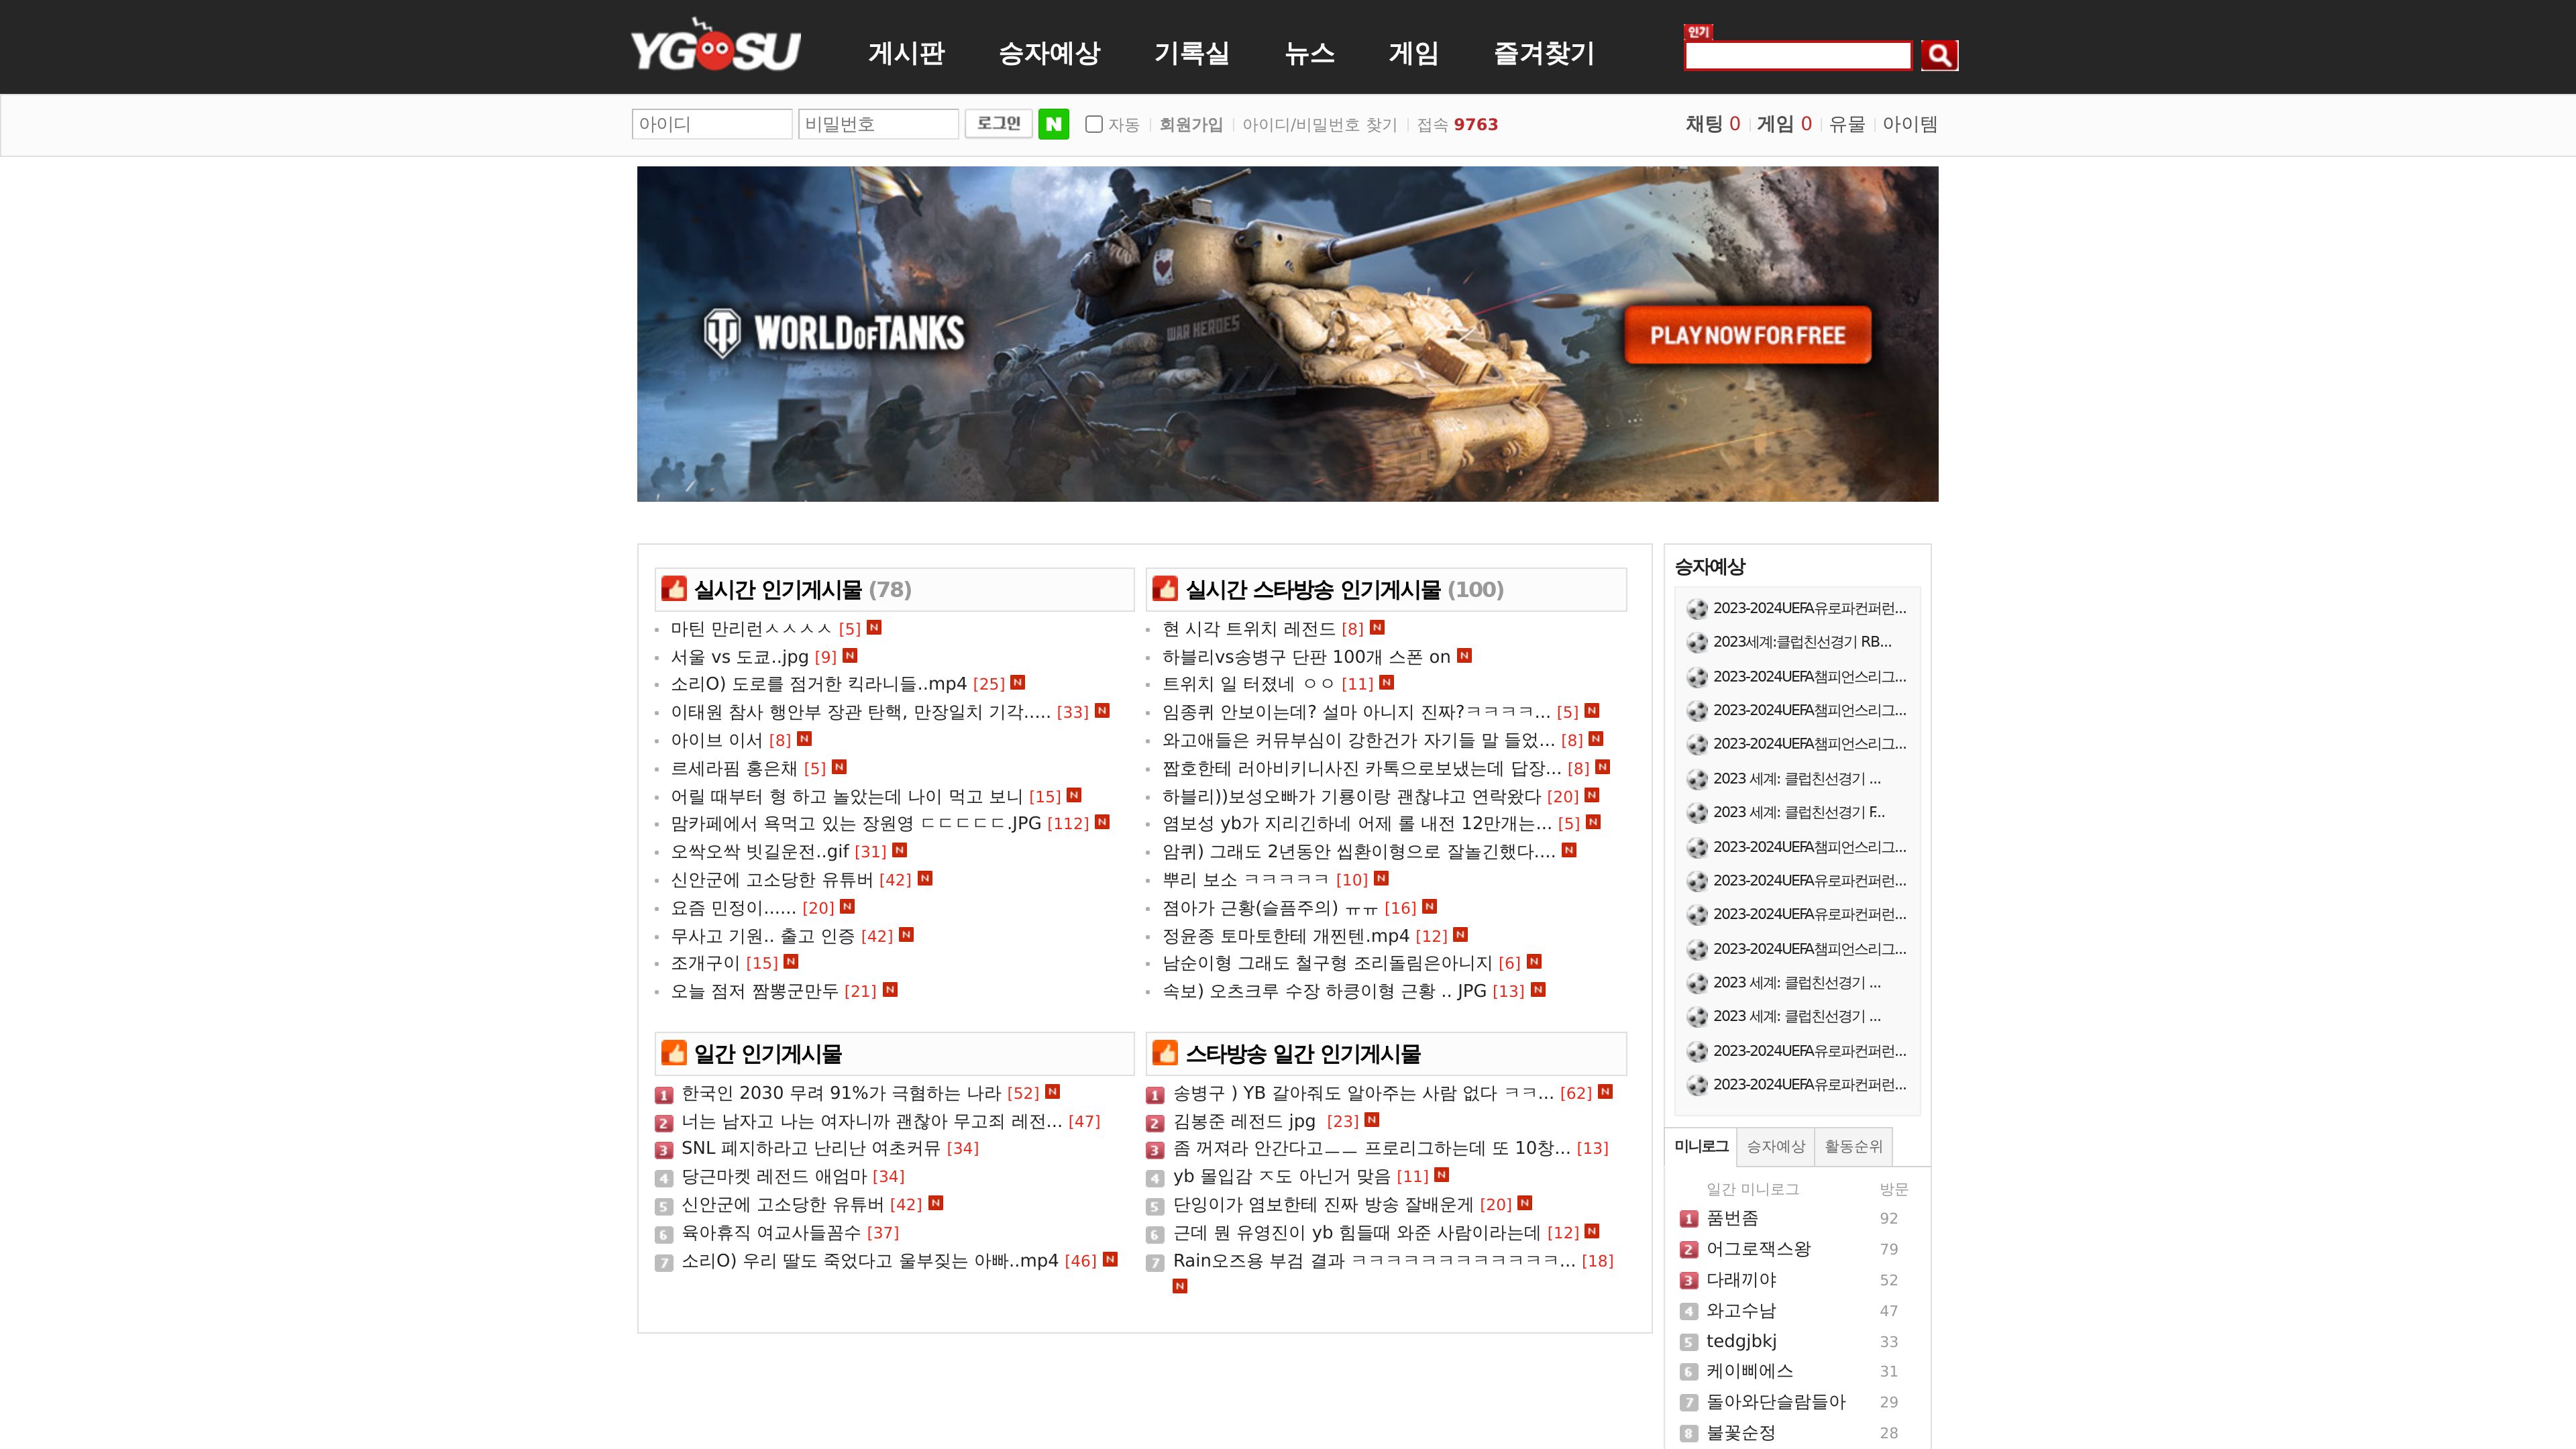 YGOSU
게시판
승자예상
기록실
뉴스
게임
즐겨찾기
인기
아이디
비밀번호
로그인
N
자동
회원가입
아이디/비밀번호 찾기
접속 9763
채팅 0
게임 0
유물
아이템
WORLD OF TANKS
WAR HEROES
PLAY NOW FOR FREE
실시간 인기게시물 (78)
마틴 만리런ㅅㅅㅅㅅ [5] N
서울 vs 도쿄..jpg [9] N
소리O) 도로를 점거한 킥라니들..mp4 [25] N
이태원 참사 행안부 장관 탄핵, 만장일치 기각..... [33] N
아이브 이서 [8] N
르세라핌 홍은채 [5] N
어릴 때부터 형 하고 놀았는데 나이 먹고 보니 [15] N
맘카페에서 욕먹고 있는 장원영 ㄷㄷㄷㄷㄷ.JPG [112] N
오싹오싹 빗길운전..gif [31] N
신안군에 고소당한 유튜버 [42] N
요즘 민정이...... [20] N
무사고 기원.. 출고 인증 [42] N
조개구이 [15] N
오늘 점저 짬뽕군만두 [21] N
실시간 스타방송 인기게시물 (100)
현 시각 트위치 레전드 [8] N
하블리vs송병구 단판 100개 스폰 on N
트위치 일 터졌네 ㅇㅇ [11] N
임종퀴 안보이는데? 설마 아니지 진짜?ㅋㅋㅋㅋ... [5] N
와고애들은 커뮤부심이 강한건가 자기들 말 들었... [8] N
짭호한테 러아비키니사진 카톡으로보냈는데 답장... [8] N
하블리))보성오빠가 기룡이랑 괜찮냐고 연락왔다 [20] N
염보성 yb가 지리긴하네 어제 롤 내전 12만개는... [5] N
암퀴) 그래도 2년동안 씹환이형으로 잘놀긴했다.... N
뿌리 보소 ㅋㅋㅋㅋㅋ [10] N
졈아가 근황(슬픔주의) ㅠㅠ [16] N
정윤종 토마토한테 개찐텐.mp4 [12] N
남순이형 그래도 철구형 조리돌림은아니지 [6] N
속보) 오츠크루 수장 하킁이형 근황 .. JPG [13] N
일간 인기게시물
1 한국인 2030 무려 91%가 극혐하는 나라 [52] N
2 너는 남자고 나는 여자니까 괜찮아 무고죄 레전... [47]
3 SNL 폐지하라고 난리난 여초커뮤 [34]
4 당근마켓 레전드 애엄마 [34]
5 신안군에 고소당한 유튜버 [42] N
6 육아휴직 여교사들꼼수 [37]
7 소리O) 우리 딸도 죽었다고 울부짖는 아빠..mp4 [46] N
스타방송 일간 인기게시물
1 송병구 ) YB 갈아줘도 알아주는 사람 없다 ㅋㅋ... [62] N
2 김봉준 레전드 jpg [23] N
3 좀 꺼져라 안간다고ㅡㅡ 프로리그하는데 또 10창... [13]
4 yb 몰입감 ㅈ도 아닌거 맞음 [11] N
5 단잉이가 염보한테 진짜 방송 잘배운게 [20] N
6 근데 뭔 유영진이 yb 힘들때 와준 사람이라는데 [12] N
7 Rain오즈용 부검 결과 ㅋㅋㅋㅋㅋㅋㅋㅋㅋㅋㅋㅋ... [18]
N
승자예상
2023-2024UEFA유로파컨퍼런...
2023세계:클럽친선경기 RB...
2023-2024UEFA챔피언스리그...
2023-2024UEFA챔피언스리그...
2023-2024UEFA챔피언스리그...
2023 세계: 클럽친선경기 ...
2023 세계: 클럽친선경기 F...
2023-2024UEFA챔피언스리그...
2023-2024UEFA유로파컨퍼런...
2023-2024UEFA유로파컨퍼런...
2023-2024UEFA챔피언스리그...
2023 세계: 클럽친선경기 ...
2023 세계: 클럽친선경기 ...
2023-2024UEFA유로파컨퍼런...
2023-2024UEFA유로파컨퍼런...
미니로그
승자예상
활동순위
일간 미니로그 방문
1 품번좀 92
2 어그로잭스왕 79
3 다래끼야 52
4 와고수남 47
5 tedgjbkj 33
6 케이삐에스 31
7 돌아와단슬람들아 29
8 불꽃순정 28